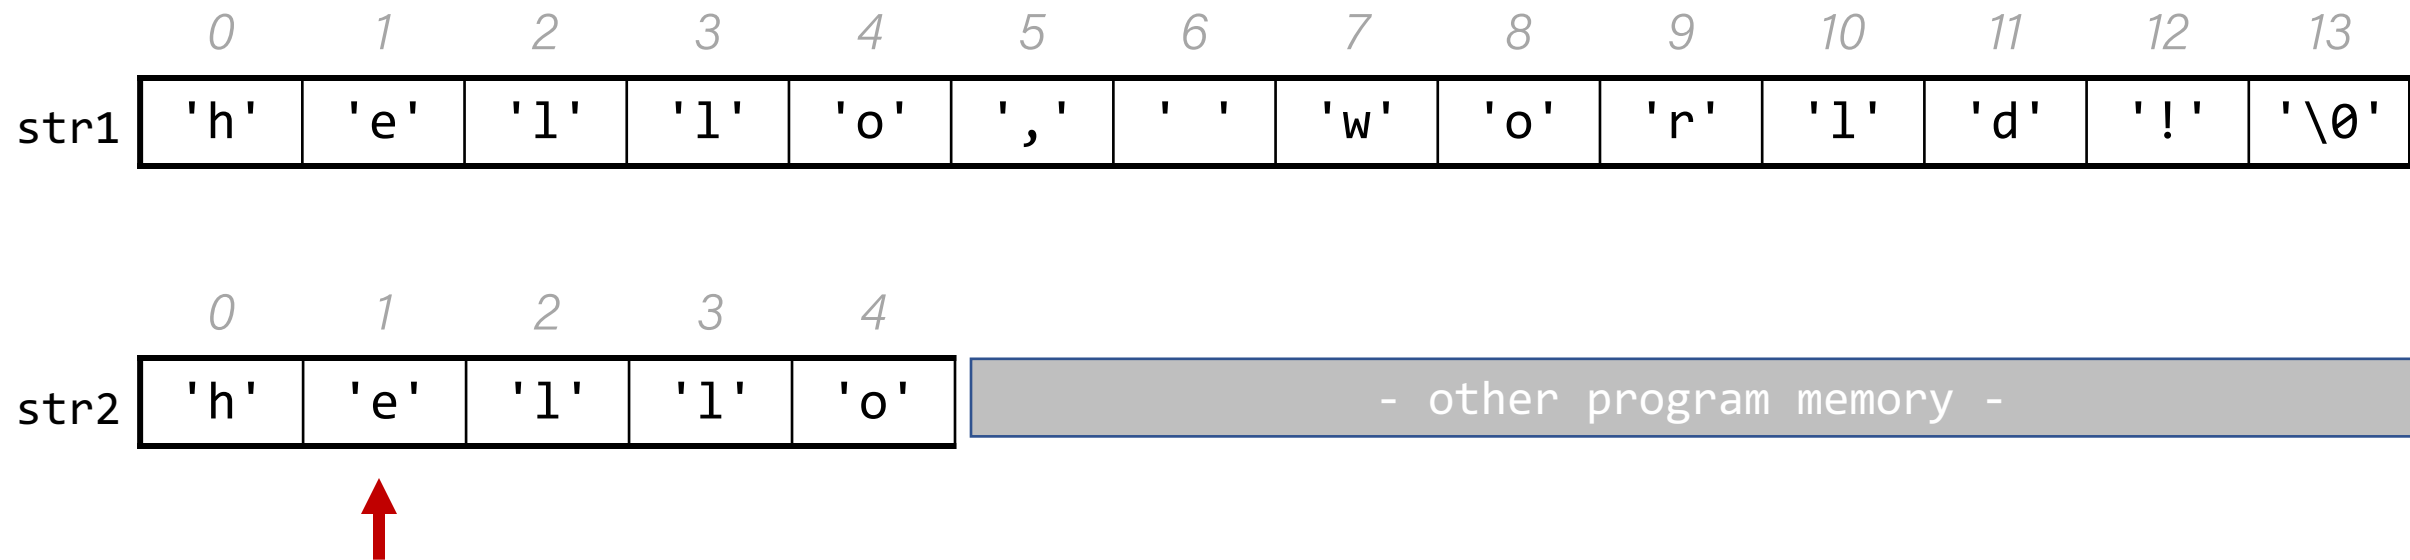 0 1 2 3 4 5 6 7 8 9 10 11 12 13
str1 'h' 'e' 'l' 'l' 'o' ',' ' ' 'w' 'o' 'r' 'l' 'd' '!' '\0'
0 1 2 3 4
str2 'h' 'e' 'l' 'l' 'o' - other program memory -